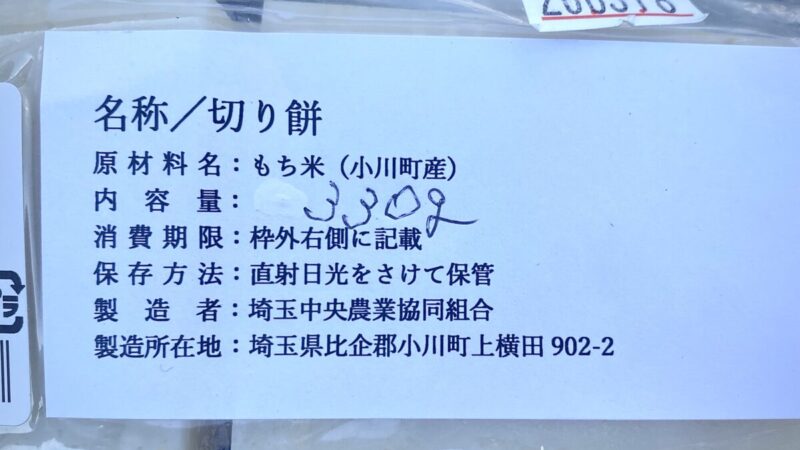 名称／切り餅
原材料名：もち米（小川町産）
内容量： 330g
消費期限：枠外右側に記載
保存方法：直射日光をさけて保管
製造者：埼玉中央農業協同組合
製造所在地：埼玉県比企郡小川町上横田 902-2
プラ